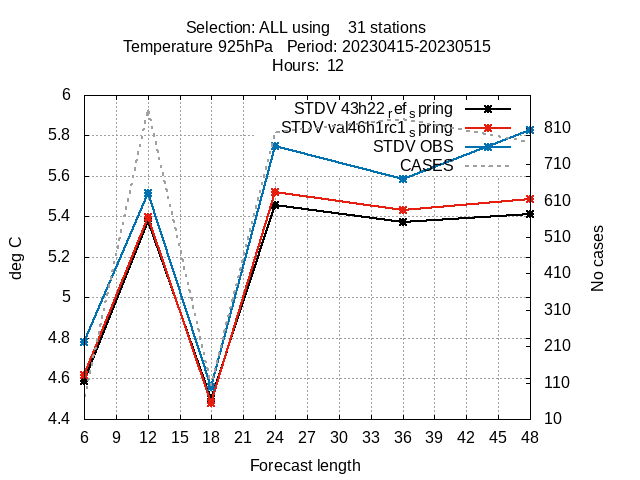 Selection: ALL using    31 stations
Temperature 925hPa   Period: 20230415-20230515
Hours:  12
STDV 43h22_ref_spring
STDV val46h1rc1_spring
STDV OBS
CASES
6
5.8
5.6
5.4
5.2
5
4.8
4.6
4.4
deg C
810
710
610
510
410
310
210
110
10
No cases
6 9 12 15 18 21 24 27 30 33 36 39 42 45 48
Forecast length